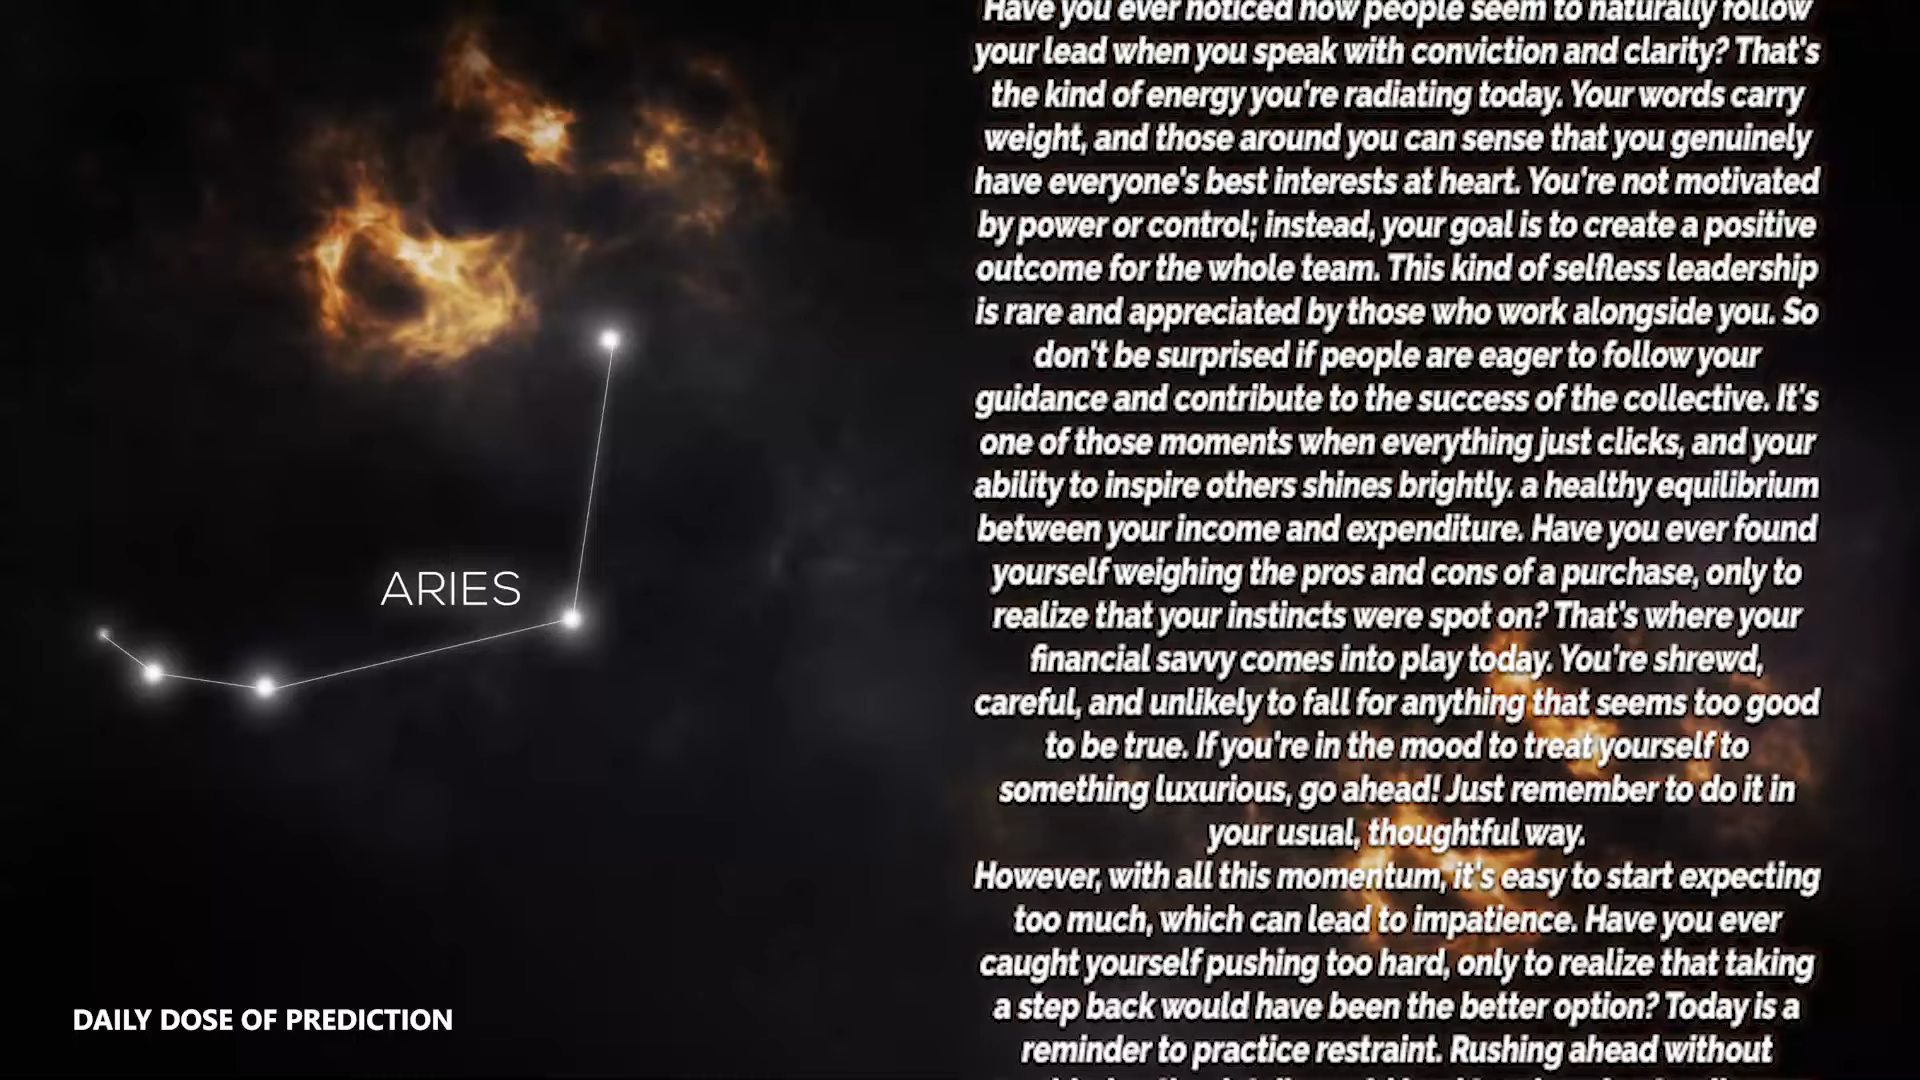 ARIES
DAILY DOSE OF PREDICTION
Have you ever noticed how people seem to naturally follow
your lead when you speak with conviction and clarity? That's
the kind of energy you're radiating today. Your words carry
weight, and those around you can sense that you genuinely
have everyone's best interests at heart. You're not motivated
by power or control; instead, your goal is to create a positive
outcome for the whole team. This kind of selfless leadership
is rare and appreciated by those who work alongside you. So
don't be surprised if people are eager to follow your
guidance and contribute to the success of the collective. It's
one of those moments when everything just clicks, and your
ability to inspire others shines brightly. a healthy equilibrium
between your income and expenditure. Have you ever found
yourself weighing the pros and cons of a purchase, only to
realize that your instincts were spot on? That's where your
financial savvy comes into play today. You're shrewd,
careful, and unlikely to fall for anything that seems too good
to be true. If you're in the mood to treat yourself to
something luxurious, go ahead! Just remember to do it in
your usual, thoughtful way.
However, with all this momentum, it's easy to start expecting
too much, which can lead to impatience. Have you ever
caught yourself pushing too hard, only to realize that taking
a step back would have been the better option? Today is a
reminder to practice restraint. Rushing ahead without